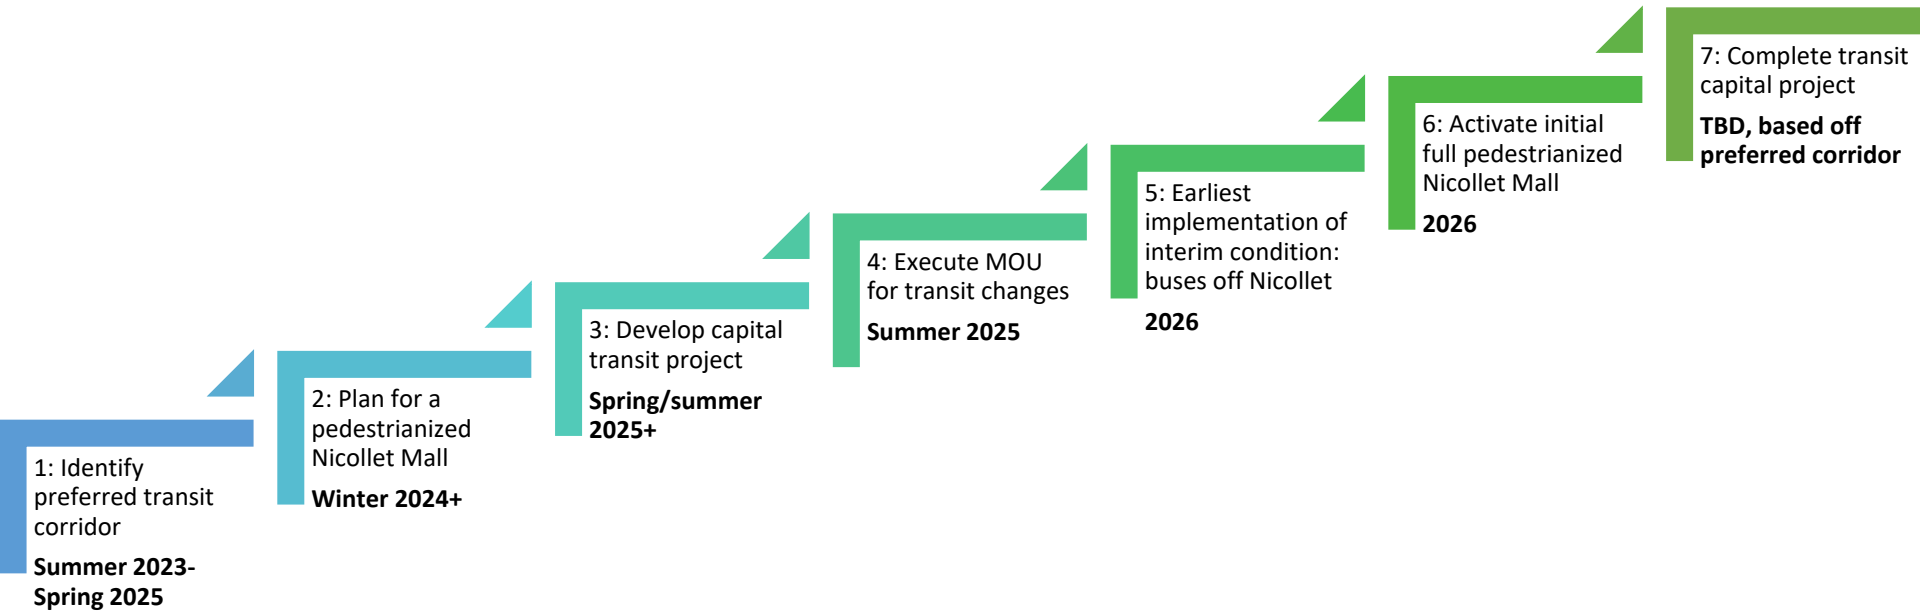 1: Identify
preferred transit
corridor
Summer 2023-
Spring 2025
2: Plan for a
pedestrianized
Nicollet Mall
Winter 2024+
3: Develop capital
transit project
Spring/summer
2025+
4: Execute MOU
for transit changes
Summer 2025
5: Earliest
implementation of
interim condition:
buses off Nicollet
2026
6: Activate initial
full pedestrianized
Nicollet Mall
2026
7: Complete transit
capital project
TBD, based off
preferred corridor